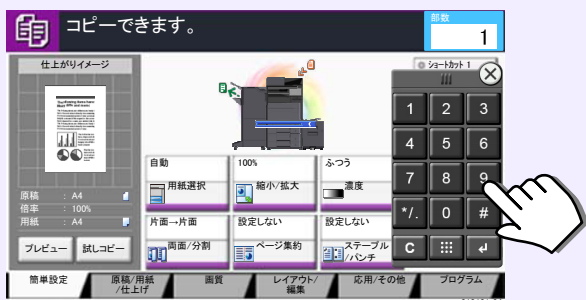 コピーできます。
部数
1
仕上がりイメージ
ショートカット 1
原稿 : A4
倍率 : 100%
用紙 : A4
プレビュー
試しコピー
自動
用紙選択
100%
縮小/拡大
ふつう
濃度
片面→片面
両面/分割
設定しない
ページ集約
設定しない
ステープル
/パンチ
1 2 3
4 5 6
7 8 9
*/. 0 #
C
簡単設定
原稿/用紙
/仕上げ
画質
レイアウト/
編集
応用/その他
プログラム